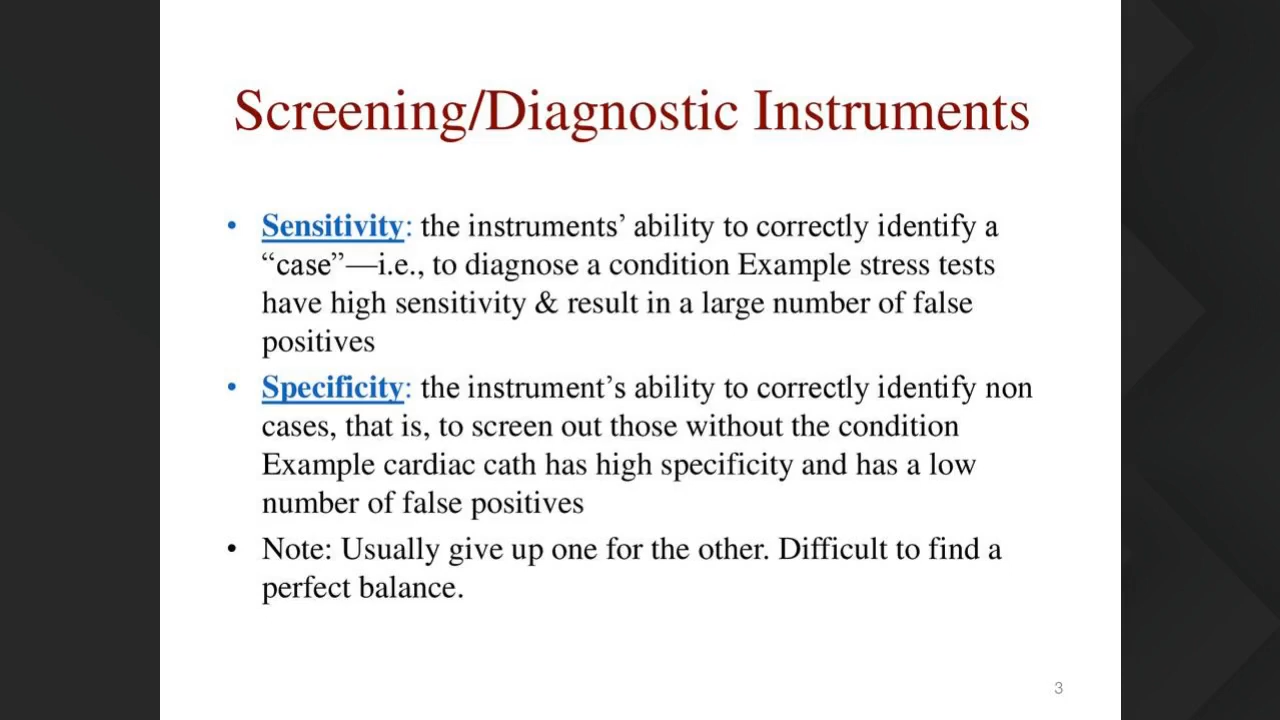 Screening/Diagnostic Instruments
• Sensitivity: the instruments’ ability to correctly identify a
“case”—i.e., to diagnose a condition Example stress tests
have high sensitivity & result in a large number of false
positives
• Specificity: the instrument’s ability to correctly identify non
cases, that is, to screen out those without the condition
Example cardiac cath has high specificity and has a low
number of false positives
• Note: Usually give up one for the other. Difficult to find a
perfect balance.
3